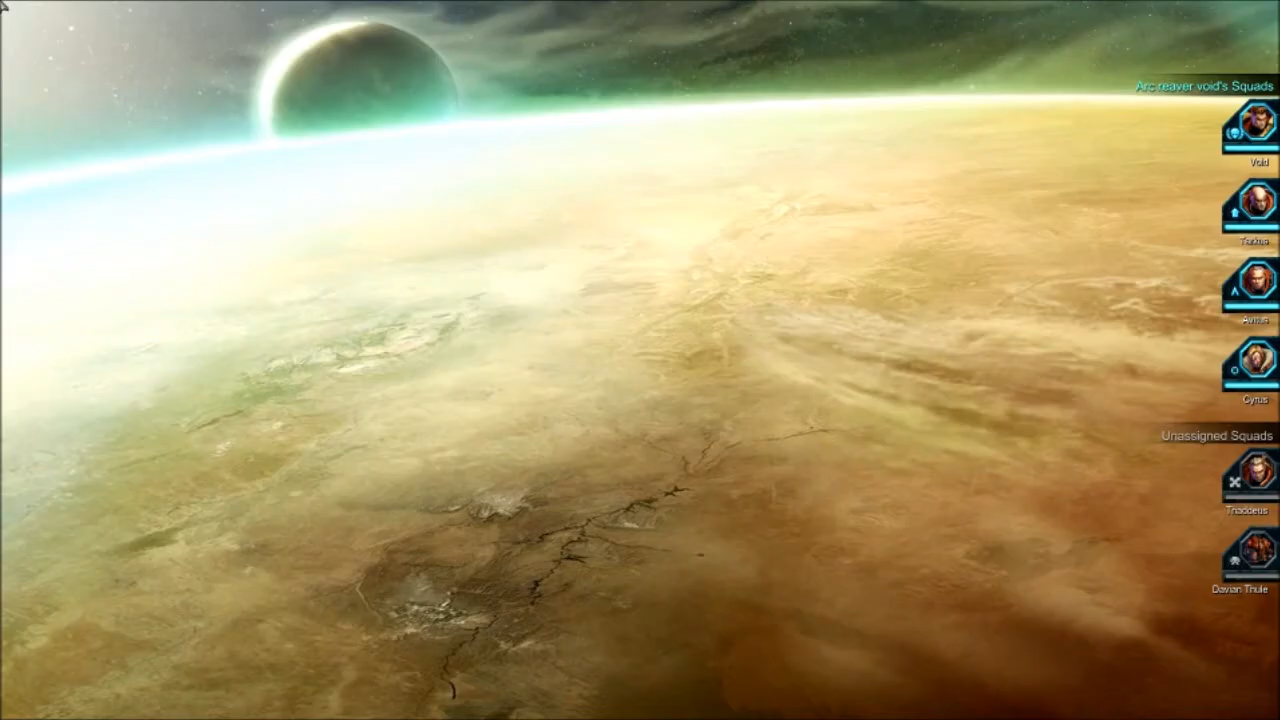 Arc reaver void's Squads
Void
Tarkus
Avitus
Cyrus
Unassigned Squads
Thaddeus
Davian Thule